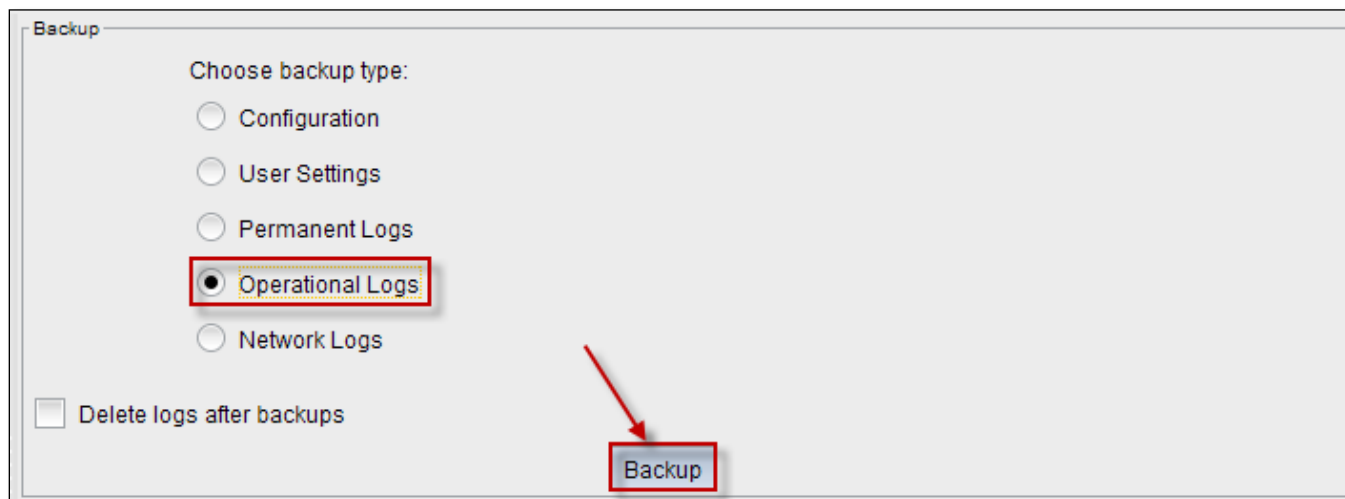 Backup
Choose backup type:
Configuration
User Settings
Permanent Logs
Operational Logs
Network Logs
Delete logs after backups
Backup